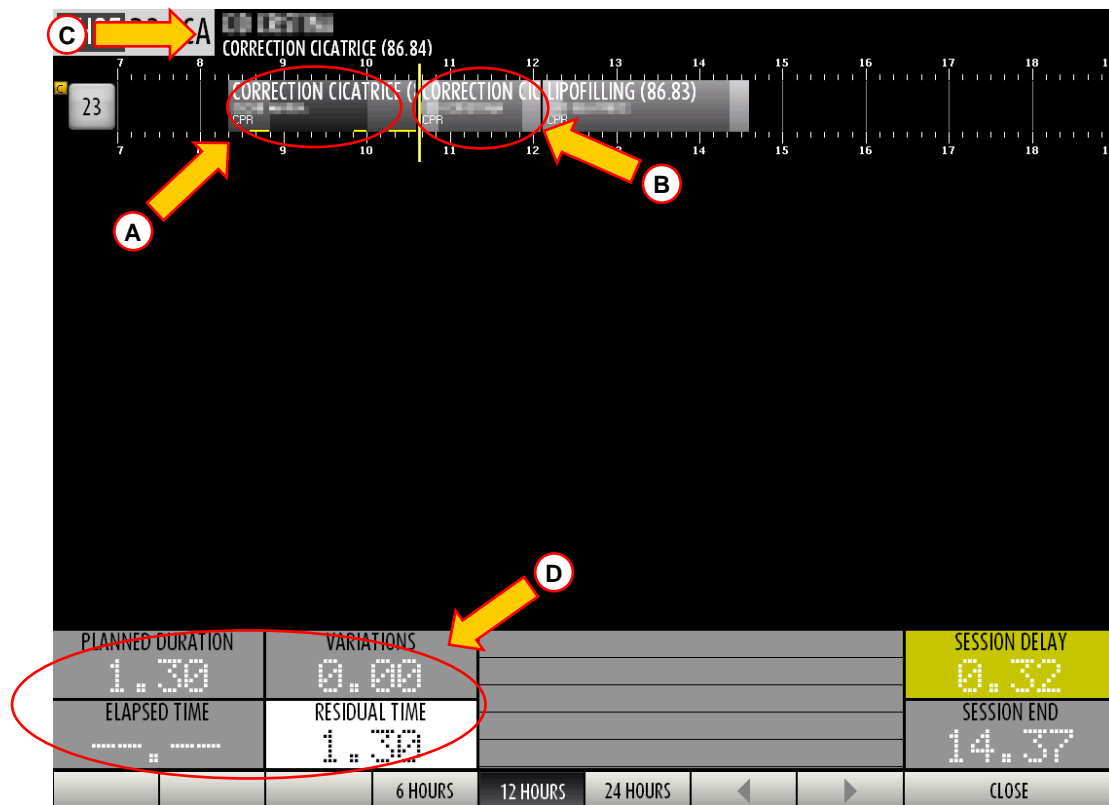 C
CORRECTION CICATRICE (86.84)
7 8 9 10 11 12 13 14 15 16 17 18
C
23
CORRECTION CICATRICE ( CORRECTION CIC LIPOFILLING (86.83)
CPR CPR CPR
7 9 10 11 12 13 14 15 16 17 18
A
B
D
PLANNED DURATION VARIATIONS SESSION DELAY
1.30 0.00 0.32
ELAPSED TIME RESIDUAL TIME SESSION END
--.-- 1.30 14.37
6 HOURS 12 HOURS 24 HOURS CLOSE